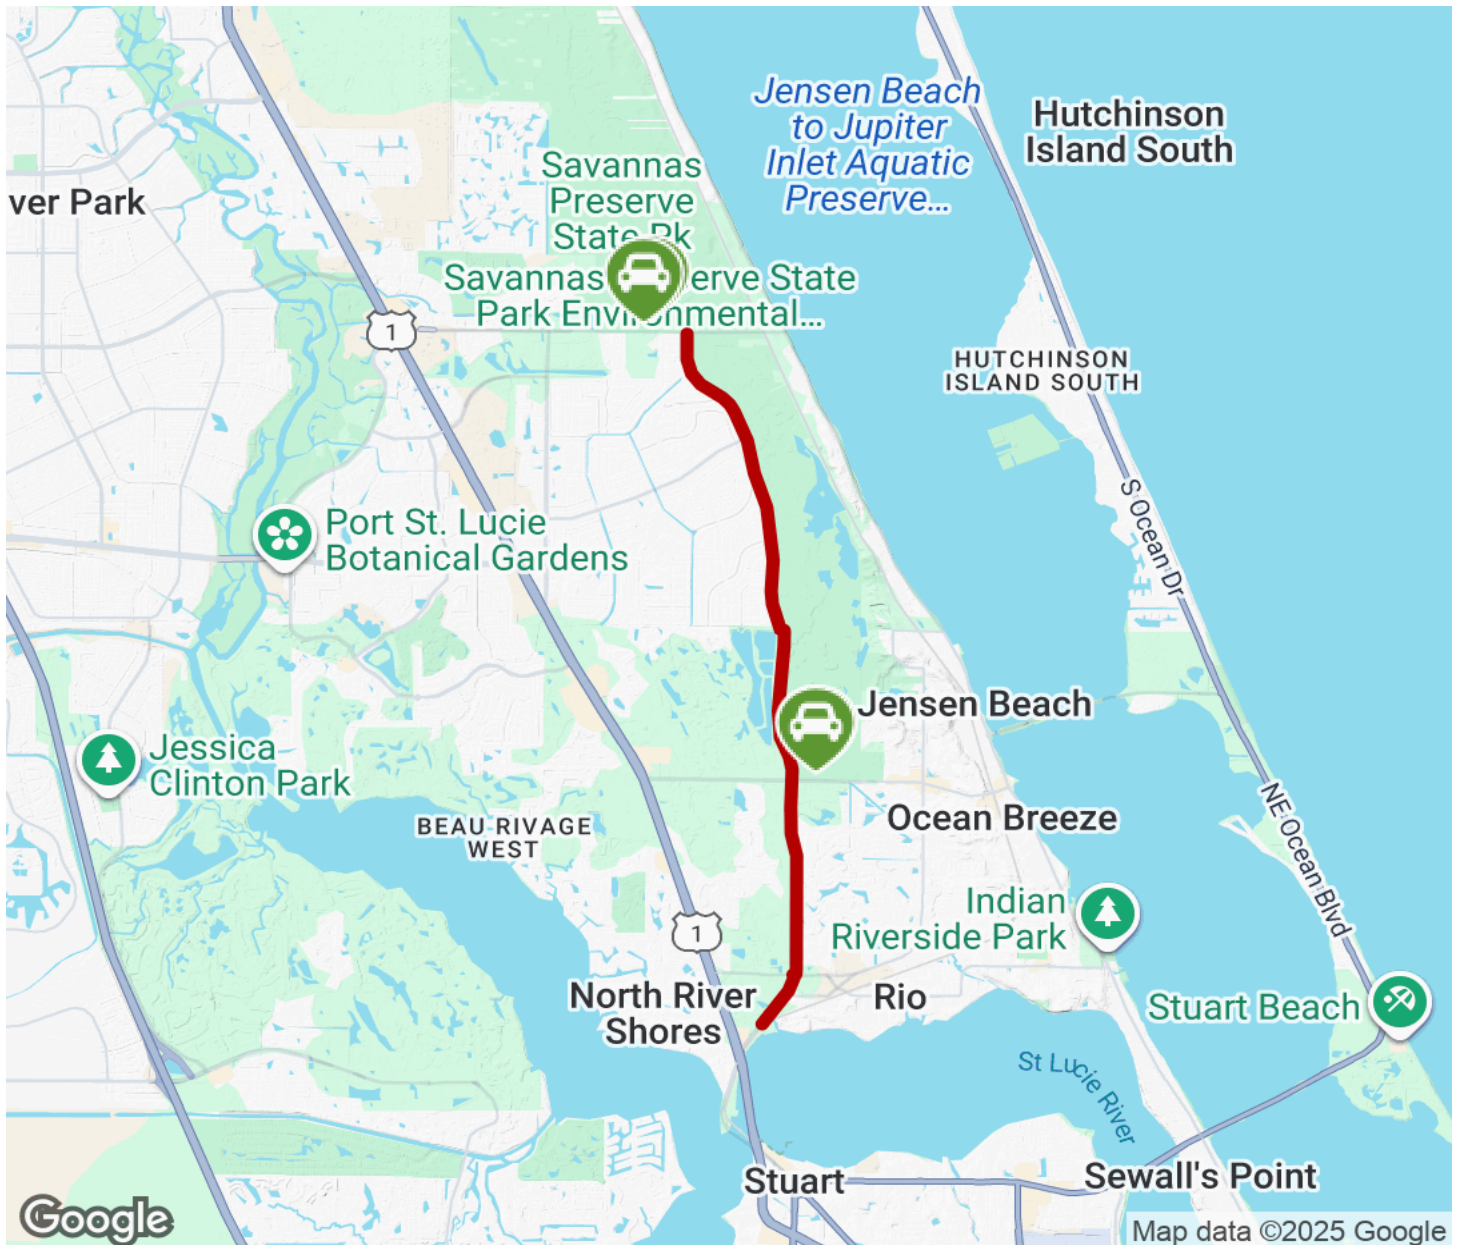 Jensen Beach
to Jupiter
Inlet Aquatic
Preserve...
Hutchinson
Island South
Savannas
Preserve
State Pk
ver Park
Savannas erve State
Park Environmental...
1
HUTCHINSON
ISLAND SOUTH
S Ocean Dr
Port St. Lucie
Botanical Gardens
Jensen Beach
Jessica
Clinton Park
BEAU RIVAGE
WEST
Ocean Breeze
NE Ocean Blvd
Indian
Riverside Park
1
North River
Shores
Rio
Stuart Beach
St Lucie River
Stuart
Sewall's Point
Google
Map data ©2025 Google